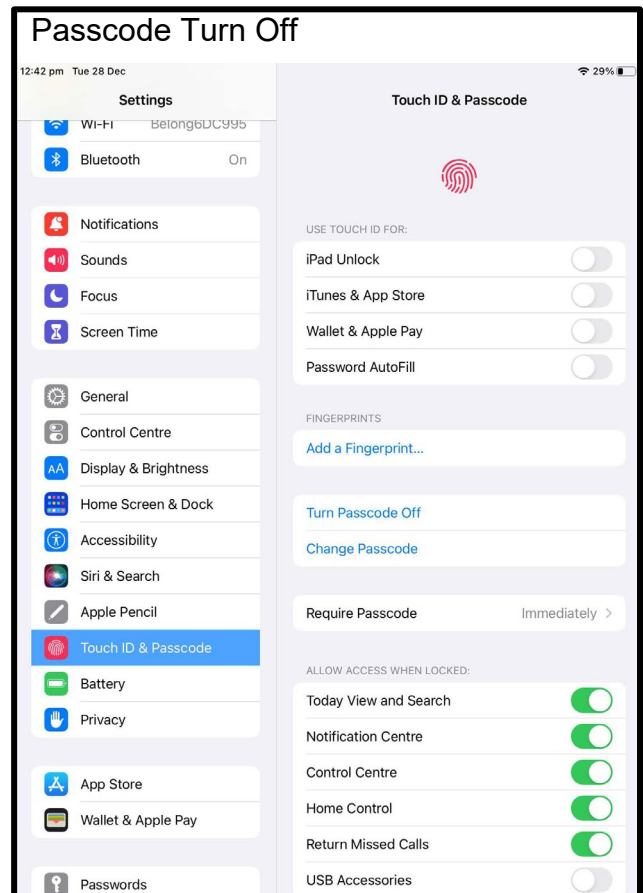 Passcode Turn Off
12:42 pm Tue 28 Dec
29%
Settings
Wi-Fi Belong6DC995
Bluetooth On
Notifications
Sounds
Focus
Screen Time
General
Control Centre
AA Display & Brightness
Home Screen & Dock
Accessibility
Siri & Search
Apple Pencil
Touch ID & Passcode
Battery
Privacy
App Store
Wallet & Apple Pay
Passwords
Touch ID & Passcode
USE TOUCH ID FOR:
iPad Unlock
iTunes & App Store
Wallet & Apple Pay
Password AutoFill
FINGERPRINTS
Add a Fingerprint...
Turn Passcode Off
Change Passcode
Require Passcode Immediately >
ALLOW ACCESS WHEN LOCKED:
Today View and Search
Notification Centre
Control Centre
Home Control
Return Missed Calls
USB Accessories